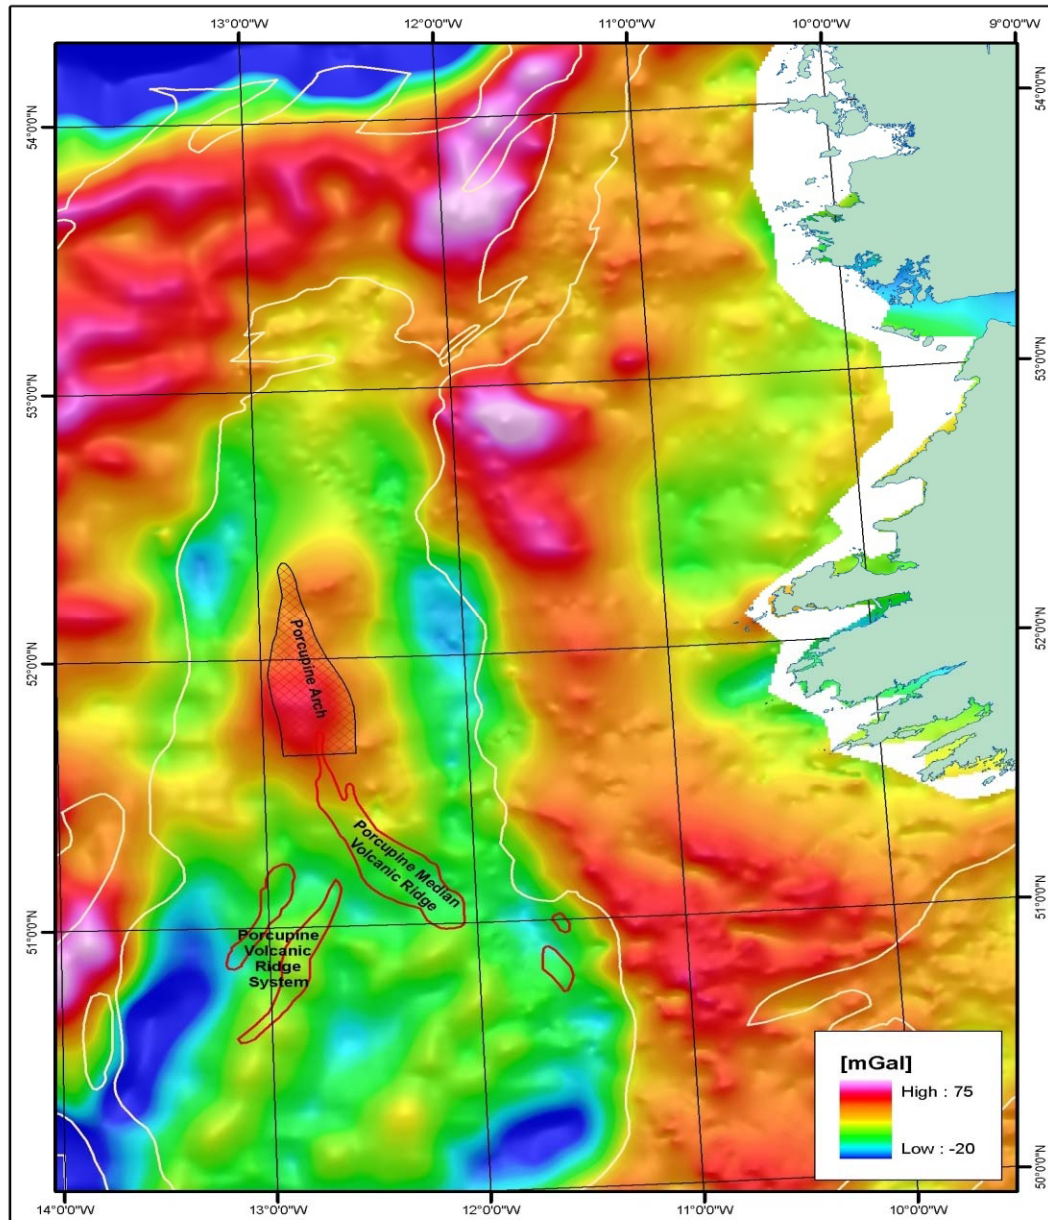 13°0'0"W 12°0'0"W 11°0'0"W 10°0'0"W 9°0'0"W
54°0'0"N
54°0'0"N
53°0'0"N
53°0'0"N
52°0'0"N
52°0'0"N
51°0'0"N
51°0'0"N
50°0'0"N
Porcupine Arch
Porcupine Median
Volcanic Ridge
Porcupine
Volcanic
Ridge
System
[mGal]
High : 75
Low : -20
14°0'0"W 13°0'0"W 12°0'0"W 11°0'0"W 10°0'0"W